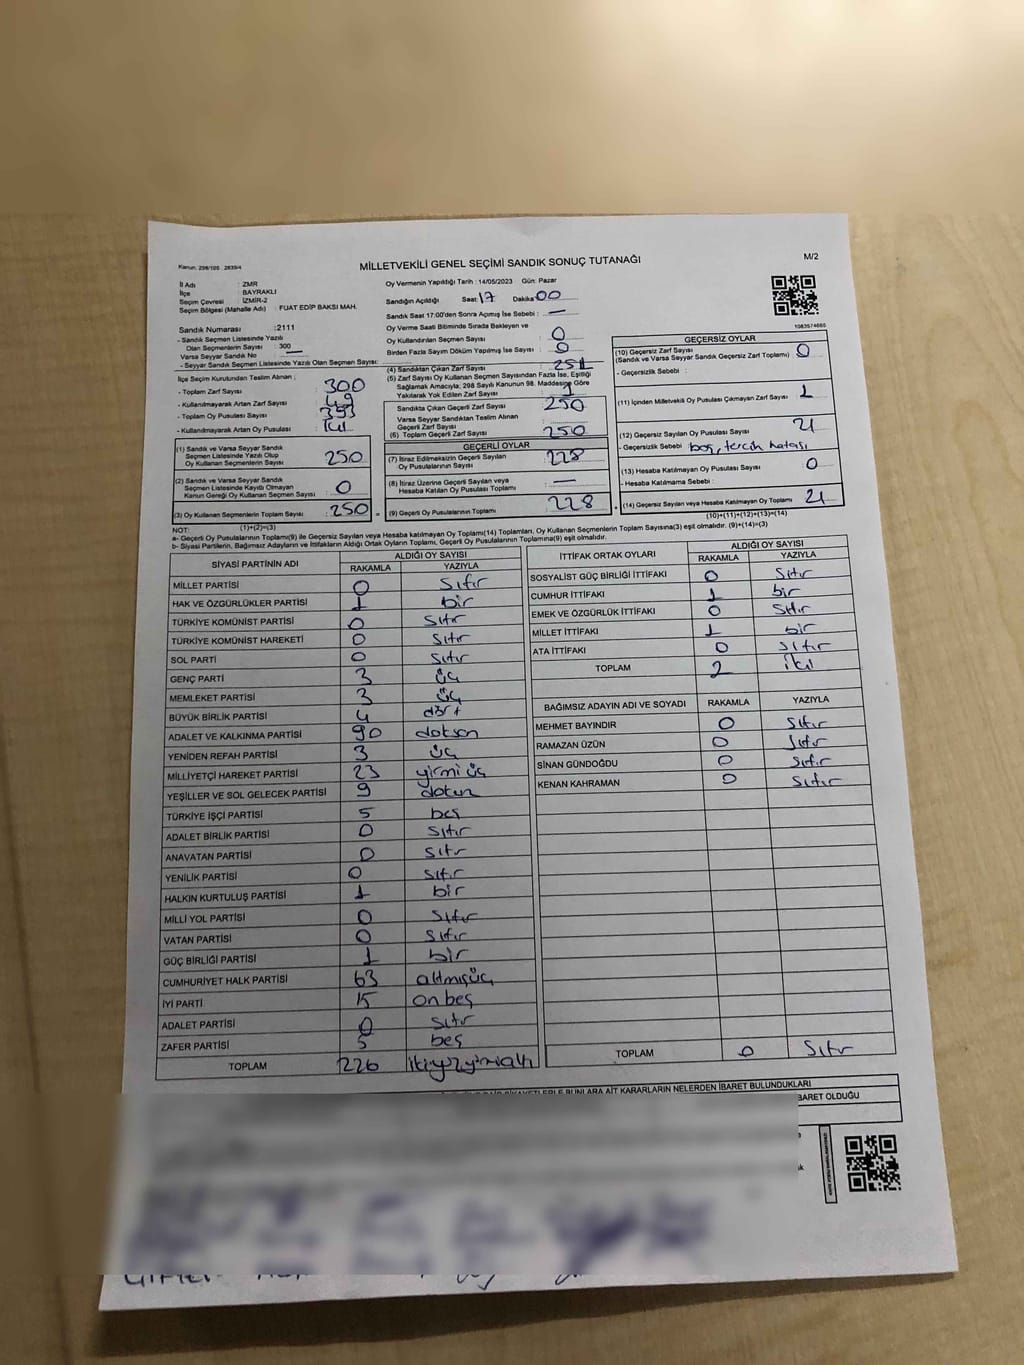 Kanun: 298/105 . 2839/4
MİLLETVEKİLİ GENEL SEÇİMİ SANDIK SONUÇ TUTANAĞI
M/2
İl Adı : ZMR
İlçe : BAYRAKLI
Seçim Çevresi : İZMİR-2
Seçim Bölgesi (Mahalle Adı) : FUAT EDİP BAKSI MAH.
Sandık Numarası :2111
- Sandık Seçmen Listesinde Yazılı
Olan Seçmenlerin Sayısı : 300
Varsa Seyyar Sandık No : —
- Seyyar Sandık Seçmen Listesinde Yazılı Olan Seçmen Sayısı:
Oy Vermenin Yapıldığı Tarih : 14/05/2023 Gün: Pazar
Sandığın Açıldığı Saat: 17 Dakika: 00
Sandık Saat 17:00'den Sonra Açımış İse Sebebi : —
Oy Verme Saati Bitiminde Sırada Bekleyen ve
Oy Kullandırılan Seçmen Sayısı : 0
Birden Fazla Sayım Döküm Yapılmış İse Sayısı : 0
(4) Sandıktan Çıkan Zarf Sayısı : 251
(5) Zarf Sayısı Oy Kullanan Seçmen Sayısından Fazla İse, Eşitliği
Sağlamak Amacıyla; 298 Sayılı Kanunun 98. Maddesine Göre
Yakılarak Yok Edilen Zarf Sayısı : 1
1083574665
İlçe Seçim Kurulundan Teslim Alınan ;
- Toplam Zarf Sayısı : 300
- Kullanılmayarak Artan Zarf Sayısı : 49
- Toplam Oy Pusulası Sayısı :
- Kullanılmayarak Artan Oy Pusulası :
Sandıkta Çıkan Geçerli Zarf Sayısı : 250
Varsa Seyyar Sandıktan Teslim Alınan
Geçerli Zarf Sayısı :
(6) Toplam Geçerli Zarf Sayısı : 250
(1) Sandık ve Varsa Seyyar Sandık
Seçmen Listesinde Yazılı Olup
Oy Kullanan Seçmenlerin Sayısı : 250
(2) Sandık ve Varsa Seyyar Sandık
Seçmen Listesinde Kayıtlı Olmayan
Kanun Gereği Oy Kullanan Seçmen Sayısı : 0
(3) Oy Kullanan Seçmenlerin Toplam Sayısı : 250
GEÇERLİ OYLAR
(7) İtiraz Edilmeksizin Geçerli Sayılan
Oy Pusulalarının Sayısı : 228
(8) İtiraz Üzerine Geçerli Sayılan veya
Hesaba Katılan Oy Pusulası Toplamı : —
(9) Geçerli Oy Pusulalarının Toplamı : 228
GEÇERSİZ OYLAR
(10) Geçersiz Zarf Sayısı : 0
(Sandık ve Varsa Seyyar Sandık Geçersiz Zarf Toplamı)
- Geçersizlik Sebebi :
(11) İçinden Milletvekili Oy Pusulası Çıkmayan Zarf Sayısı : 1
(12) Geçersiz Sayılan Oy Pusulası Sayısı : 21
- Geçersizlik Sebebi : boş, tercih hatası
(13) Hesaba Katılmayan Oy Pusulası Sayısı : 0
- Hesaba Katılmama Sebebi :
(14) Geçersiz Sayılan veya Hesaba Katılmayan Oy Toplamı : 21
NOT: (1)+(2)=(3)
(10)+(11)+(12)+(13)=(14)
a- Geçerli Oy Pusulalarının Toplamı(9) ile Geçersiz Sayılan veya Hesaba katılmayan Oy Toplamı(14) Toplamları, Oy Kullanan Seçmenlerin Toplam Sayısına(3) eşit olmalıdır. (9)+(14)=(3)
b- Siyasi Partilerin, Bağımsız Adayların ve İttifakların Aldığı Ortak Oyların Toplamı, Geçerli Oy Pusulalarının Toplamına(9) eşit olmalıdır.
SİYASİ PARTİNİN ADI ALDIĞI OY SAYISI
RAKAMLA YAZIYLA
MİLLET PARTİSİ 0 Sıfır
HAK VE ÖZGÜRLÜKLER PARTİSİ 1 bir
TÜRKİYE KOMÜNİST PARTİSİ 0 sıfır
TÜRKİYE KOMÜNİST HAREKETİ 0 sıfır
SOL PARTİ 0 sıfır
GENÇ PARTİ 3 üç
MEMLEKET PARTİSİ 3 üç
BÜYÜK BİRLİK PARTİSİ 4 dört
ADALET VE KALKINMA PARTİSİ 90 doksan
YENİDEN REFAH PARTİSİ 3 üç
MİLLİYETÇİ HAREKET PARTİSİ 23 yirmi üç
YEŞİLLER VE SOL GELECEK PARTİSİ 9 dokuz
TÜRKİYE İŞÇİ PARTİSİ 5 beş
ADALET BİRLİK PARTİSİ 0 sıfır
ANAVATAN PARTİSİ 0 sıfır
YENİLİK PARTİSİ 0 sıfır
HALKIN KURTULUŞ PARTİSİ 1 bir
MİLLİ YOL PARTİSİ 0 sıfır
VATAN PARTİSİ 0 sıfır
GÜÇ BİRLİĞİ PARTİSİ 1 bir
CUMHURİYET HALK PARTİSİ 63 altmışüç
İYİ PARTİ 15 on beş
ADALET PARTİSİ 0 sıfır
ZAFER PARTİSİ 5 beş
TOPLAM 226 ikiyüzyirmialtı
İTTİFAK ORTAK OYLARI ALDIĞI OY SAYISI
RAKAMLA YAZIYLA
SOSYALİST GÜÇ BİRLİĞİ İTTİFAKI 0 Sıfır
CUMHUR İTTİFAKI 1 bir
EMEK VE ÖZGÜRLÜK İTTİFAKI 0 sıfır
MİLLET İTTİFAKI 1 bir
ATA İTTİFAKI 0 sıfır
TOPLAM 2 iki
BAĞIMSIZ ADAYIN ADI VE SOYADI RAKAMLA YAZIYLA
MEHMET BAYINDIR 0 sıfır
RAMAZAN ÜZÜN 0 sıfır
SİNAN GÜNDOĞDU 0 sıfır
KENAN KAHRAMAN 0 sıfır
TOPLAM 0 Sıfır
KARARLARIN NELERDEN İBARET BULUNDUKLARI
BARET OLDUĞU